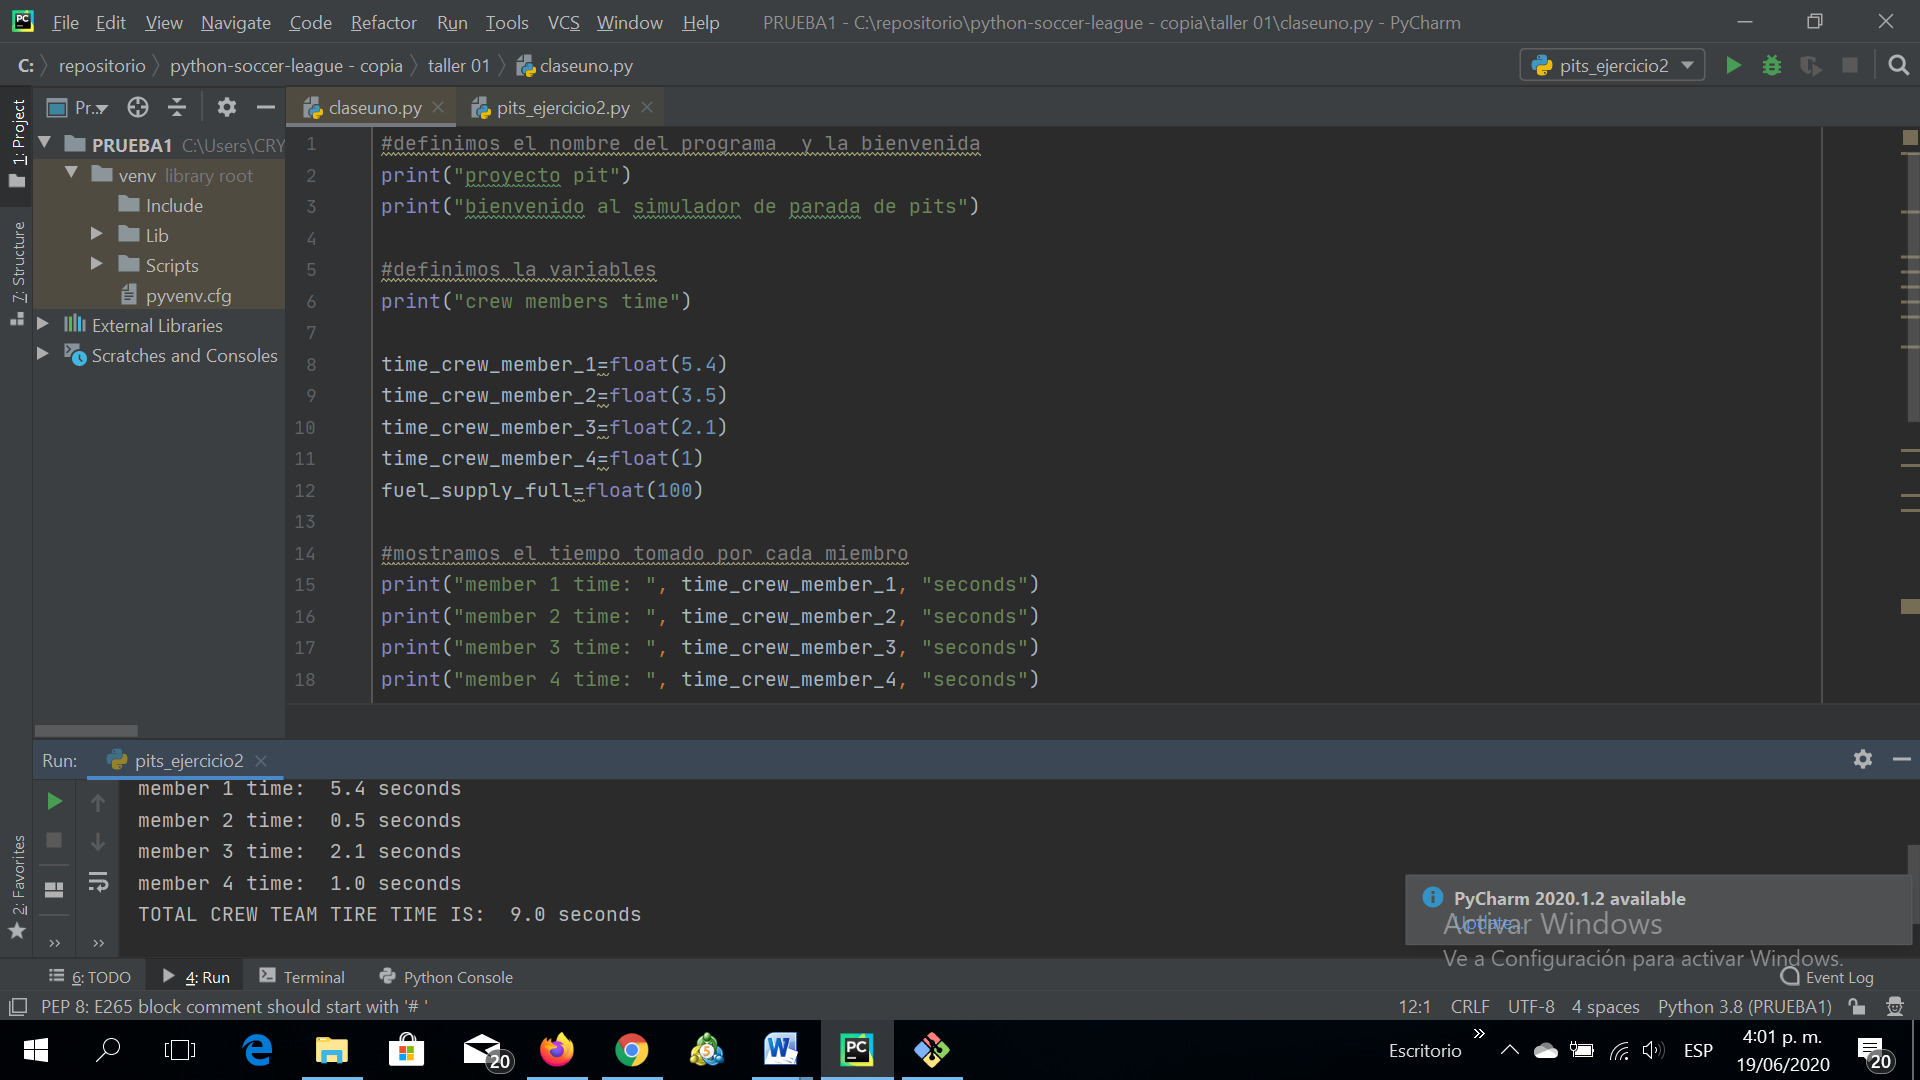 File Edit View Navigate Code Refactor Run Tools VCS Window Help PRUEBA1 - C:\repositorio\python-soccer-league - copia\taller 01\claseuno.py - PyCharm
C: repositorio python-soccer-league - copia taller 01 claseuno.py pits_ejercicio2
Pr... claseuno.py pits_ejercicio2.py
1: Project
7: Structure
2: Favorites
PRUEBA1 C:\Users\CRY
venv library root
Include
Lib
Scripts
pyvenv.cfg
External Libraries
Scratches and Consoles
1 #definimos el nombre del programa  y la bienvenida
2 print("proyecto pit")
3 print("bienvenido al simulador de parada de pits")
4
5 #definimos la variables
6 print("crew members time")
7
8 time_crew_member_1=float(5.4)
9 time_crew_member_2=float(3.5)
10 time_crew_member_3=float(2.1)
11 time_crew_member_4=float(1)
12 fuel_supply_full=float(100)
13
14 #mostramos el tiempo tomado por cada miembro
15 print("member 1 time: ", time_crew_member_1, "seconds")
16 print("member 2 time: ", time_crew_member_2, "seconds")
17 print("member 3 time: ", time_crew_member_3, "seconds")
18 print("member 4 time: ", time_crew_member_4, "seconds")
Run: pits_ejercicio2
member 1 time:  5.4 seconds
member 2 time:  0.5 seconds
member 3 time:  2.1 seconds
member 4 time:  1.0 seconds
TOTAL CREW TEAM TIRE TIME IS:  9.0 seconds
PyCharm 2020.1.2 available
Update...
Activar Windows
Ve a Configuración para activar Windows.
6: TODO 4: Run Terminal Python Console Event Log
PEP 8: E265 block comment should start with '# ' 12:1 CRLF UTF-8 4 spaces Python 3.8 (PRUEBA1)
20 Escritorio ESP 4:01 p. m.
19/06/2020 20